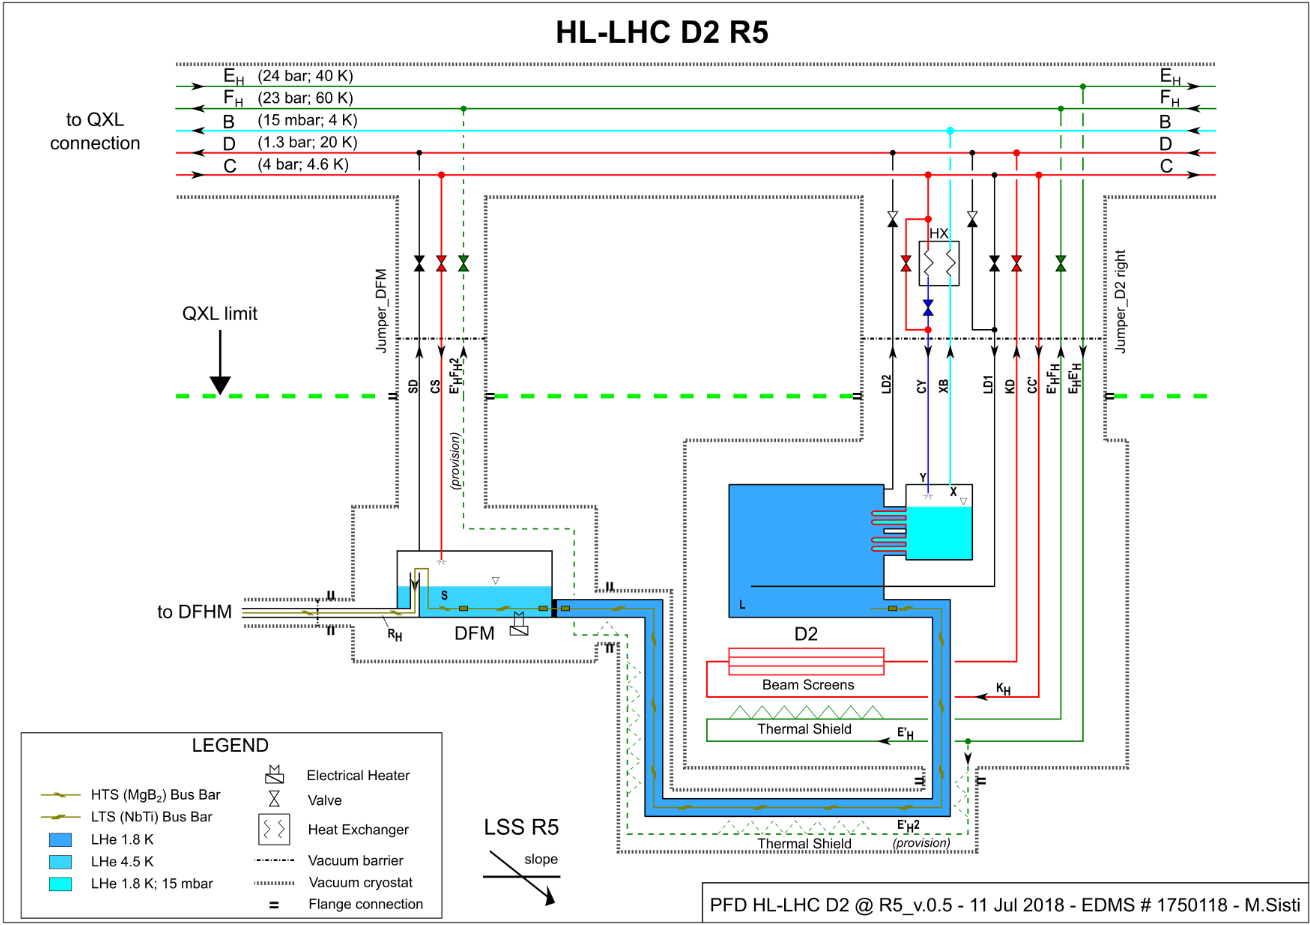 HL-LHC D2 R5
EH (24 bar; 40 K) EH
FH (23 bar; 60 K) FH
to QXL
connection
B (15 mbar; 4 K) B
D (1.3 bar; 20 K) D
C (4 bar; 4.6 K) C
HX
Jumper_DFM
Jumper_D2 right
QXL limit
SD
CS
E'HFH2
LD2
CY
XB
LD1
KD
CC'
E'HFH
EHE'H
(provision)
Y
X
S
L
to DFHM
RH
DFM
D2
Beam Screens
KH
Thermal Shield
E'H
E'H2
Thermal Shield
(provision)
LEGEND
HTS (MgB2) Bus Bar
LTS (NbTi) Bus Bar
LHe 1.8 K
LHe 4.5 K
LHe 1.8 K; 15 mbar
Electrical Heater
Valve
Heat Exchanger
Vacuum barrier
Vacuum cryostat
Flange connection
LSS R5
slope
PFD HL-LHC D2 @ R5_v.0.5 - 11 Jul 2018 - EDMS # 1750118 - M.Sisti